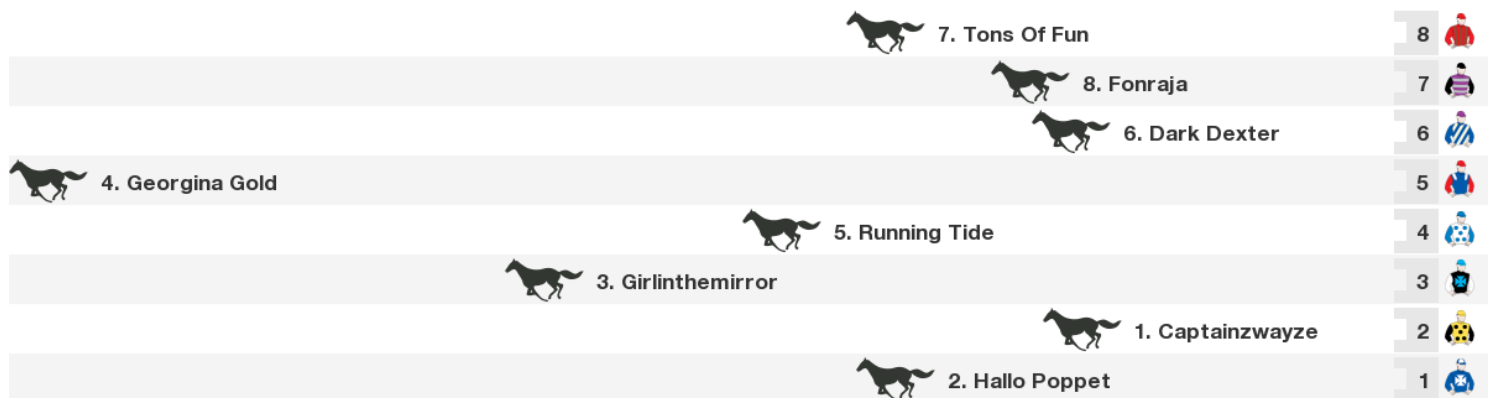 7. Tons Of Fun 8
8. Fonraja 7
6. Dark Dexter 6
4. Georgina Gold 5
5. Running Tide 4
3. Girlinthemirror 3
1. Captainzwayze 2
2. Hallo Poppet 1